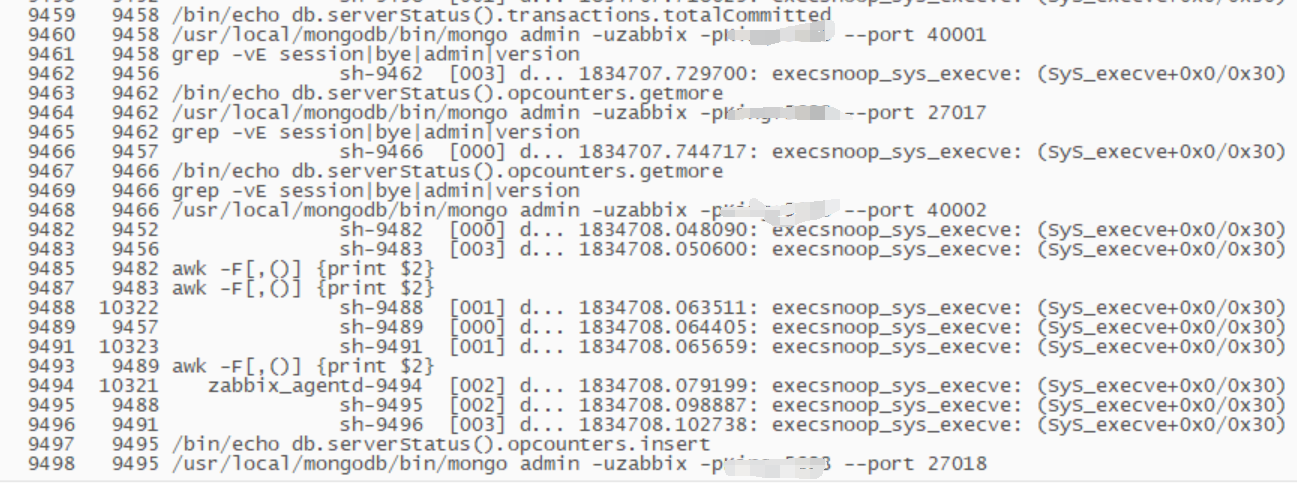 9459   9458 /bin/echo db.serverStatus().transactions.totalCommitted
9460   9458 /usr/local/mongodb/bin/mongo admin -uzabbix --port 40001
9461   9458 grep -vE session|bye|admin|version
9462   9456               sh-9462  [003] d... 1834707.729700: execsnoop_sys_execve: (SyS_execve+0x0/0x30)
9463   9462 /bin/echo db.serverStatus().opcounters.getmore
9464   9462 /usr/local/mongodb/bin/mongo admin -uzabbix --port 27017
9465   9462 grep -vE session|bye|admin|version
9466   9457               sh-9466  [000] d... 1834707.744717: execsnoop_sys_execve: (SyS_execve+0x0/0x30)
9467   9466 /bin/echo db.serverStatus().opcounters.getmore
9469   9466 grep -vE session|bye|admin|version
9468   9466 /usr/local/mongodb/bin/mongo admin -uzabbix --port 40002
9482   9452               sh-9482  [000] d... 1834708.048090: execsnoop_sys_execve: (SyS_execve+0x0/0x30)
9483   9456               sh-9483  [003] d... 1834708.050600: execsnoop_sys_execve: (SyS_execve+0x0/0x30)
9485   9482 awk -F[,()] {print $2}
9487   9483 awk -F[,()] {print $2}
9488  10322               sh-9488  [001] d... 1834708.063511: execsnoop_sys_execve: (SyS_execve+0x0/0x30)
9489   9457               sh-9489  [000] d... 1834708.064405: execsnoop_sys_execve: (SyS_execve+0x0/0x30)
9491  10323               sh-9491  [001] d... 1834708.065659: execsnoop_sys_execve: (SyS_execve+0x0/0x30)
9493   9489 awk -F[,()] {print $2}
9494  10321    zabbix_agentd-9494  [002] d... 1834708.079199: execsnoop_sys_execve: (SyS_execve+0x0/0x30)
9495   9488               sh-9495  [002] d... 1834708.098887: execsnoop_sys_execve: (SyS_execve+0x0/0x30)
9496   9491               sh-9496  [003] d... 1834708.102738: execsnoop_sys_execve: (SyS_execve+0x0/0x30)
9497   9495 /bin/echo db.serverStatus().opcounters.insert
9498   9495 /usr/local/mongodb/bin/mongo admin -uzabbix --port 27018